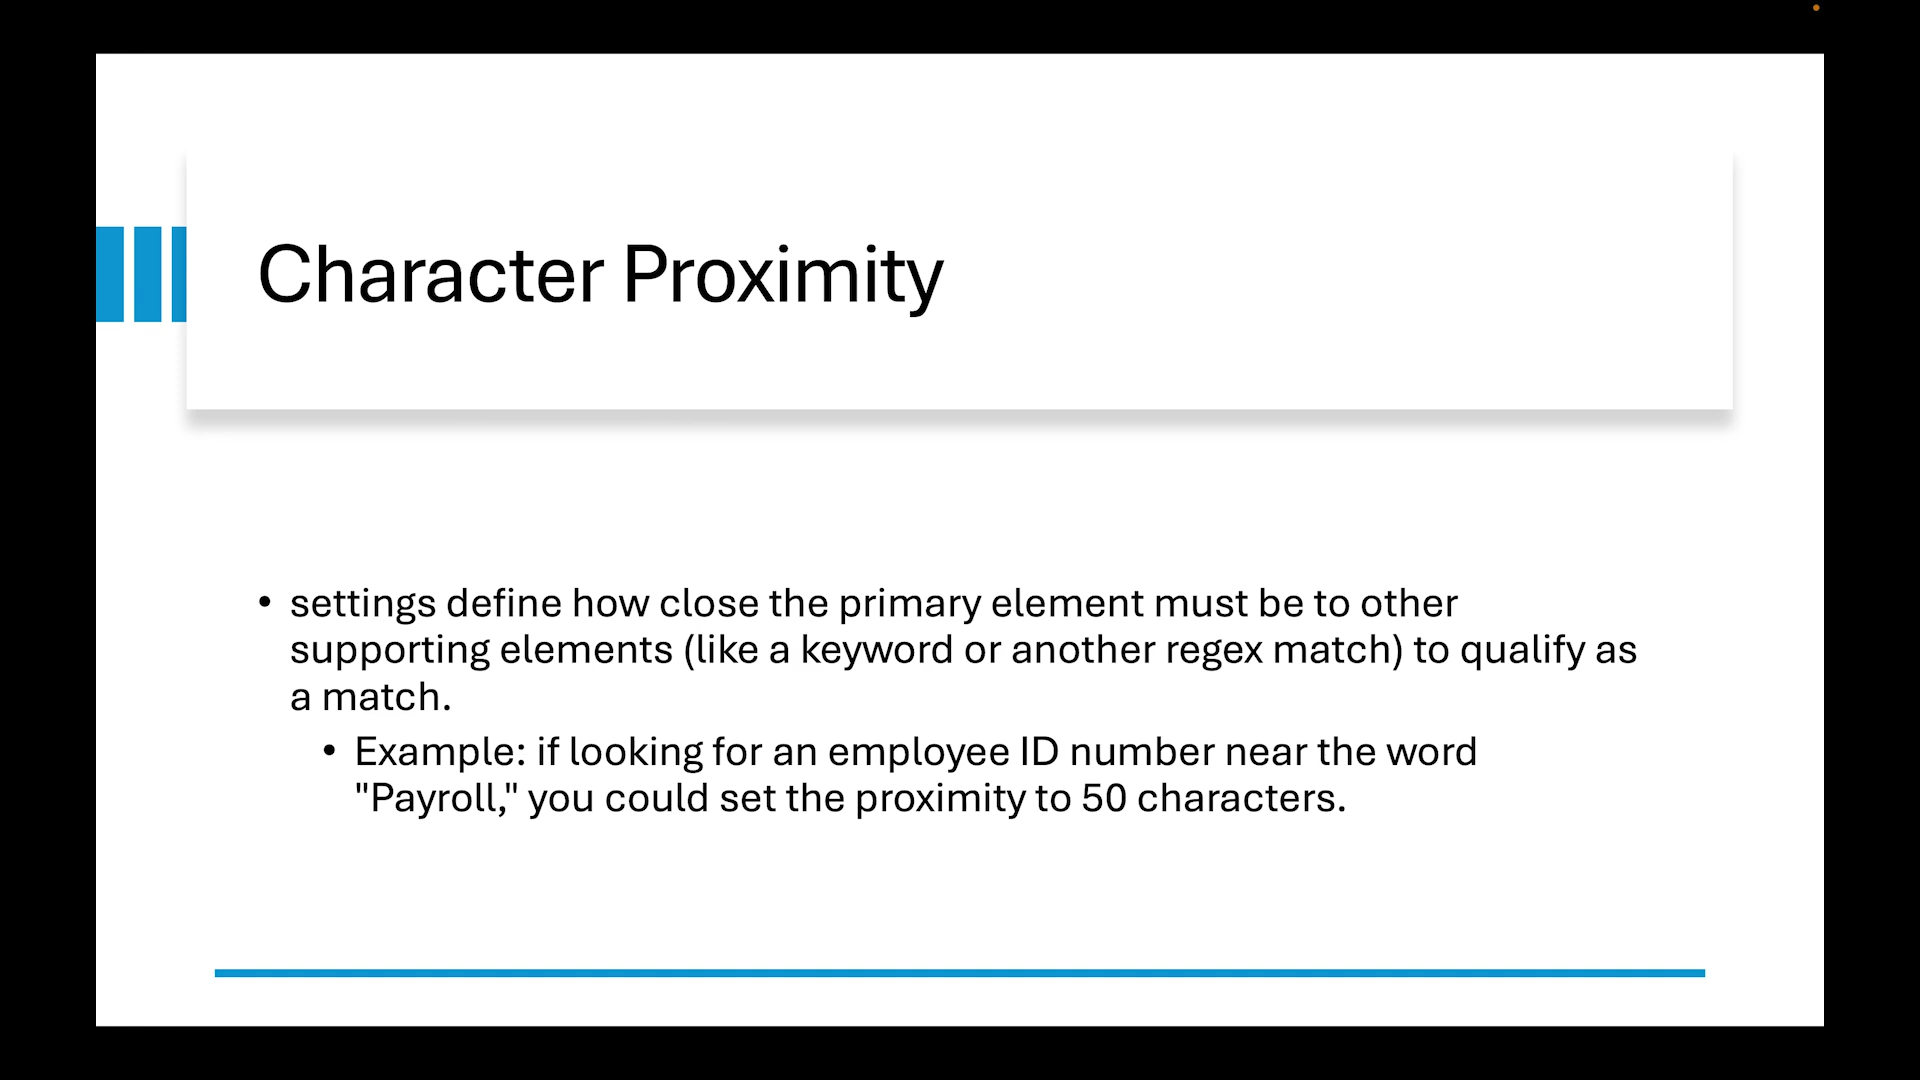 Character Proximity
• settings define how close the primary element must be to other
supporting elements (like a keyword or another regex match) to qualify as
a match.
• Example: if looking for an employee ID number near the word
"Payroll," you could set the proximity to 50 characters.